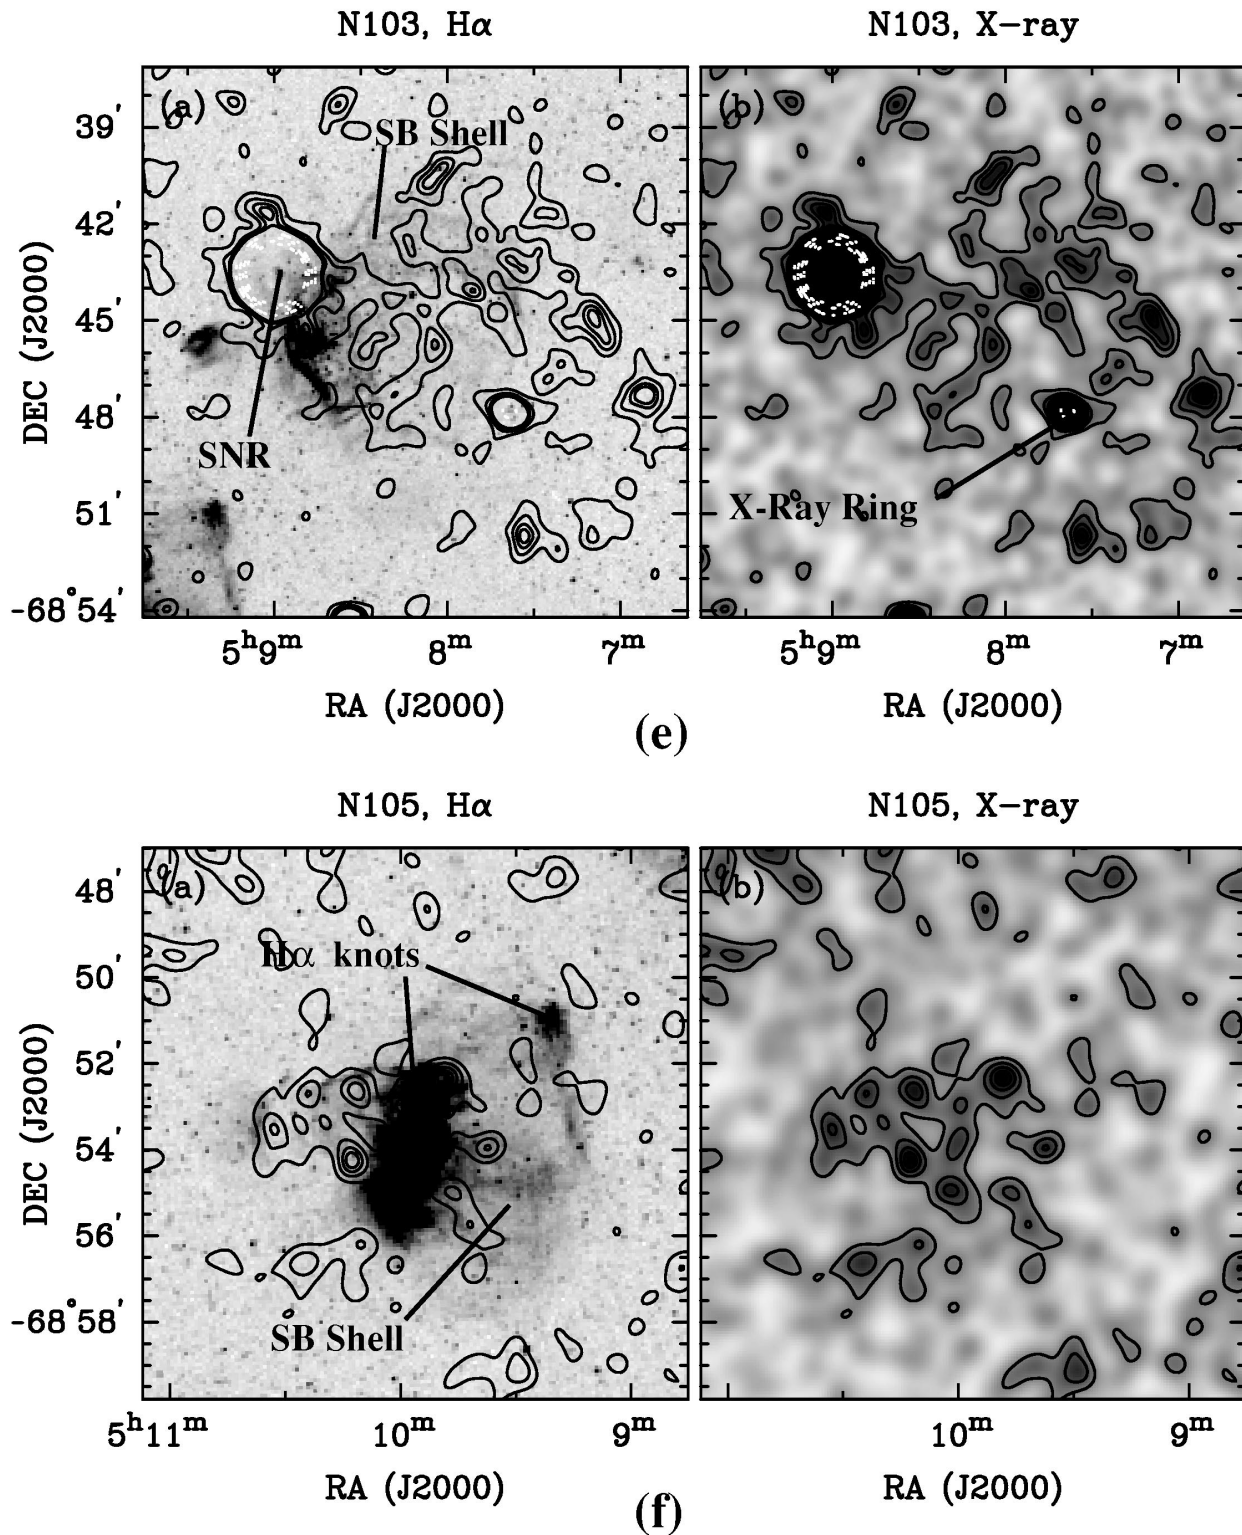 N103, Hα
N103, X-ray
(a)
(b)
SB Shell
SNR
X-Ray Ring
39′
42′
45′
48′
51′
-68°54′
DEC (J2000)
5ʰ9ᵐ
8ᵐ
7ᵐ
5ʰ9ᵐ
8ᵐ
7ᵐ
RA (J2000)
RA (J2000)
(e)
N105, Hα
N105, X-ray
(a)
(b)
Hα knots
SB Shell
48′
50′
52′
54′
56′
-68°58′
DEC (J2000)
5ʰ11ᵐ
10ᵐ
9ᵐ
10ᵐ
9ᵐ
RA (J2000)
RA (J2000)
(f)